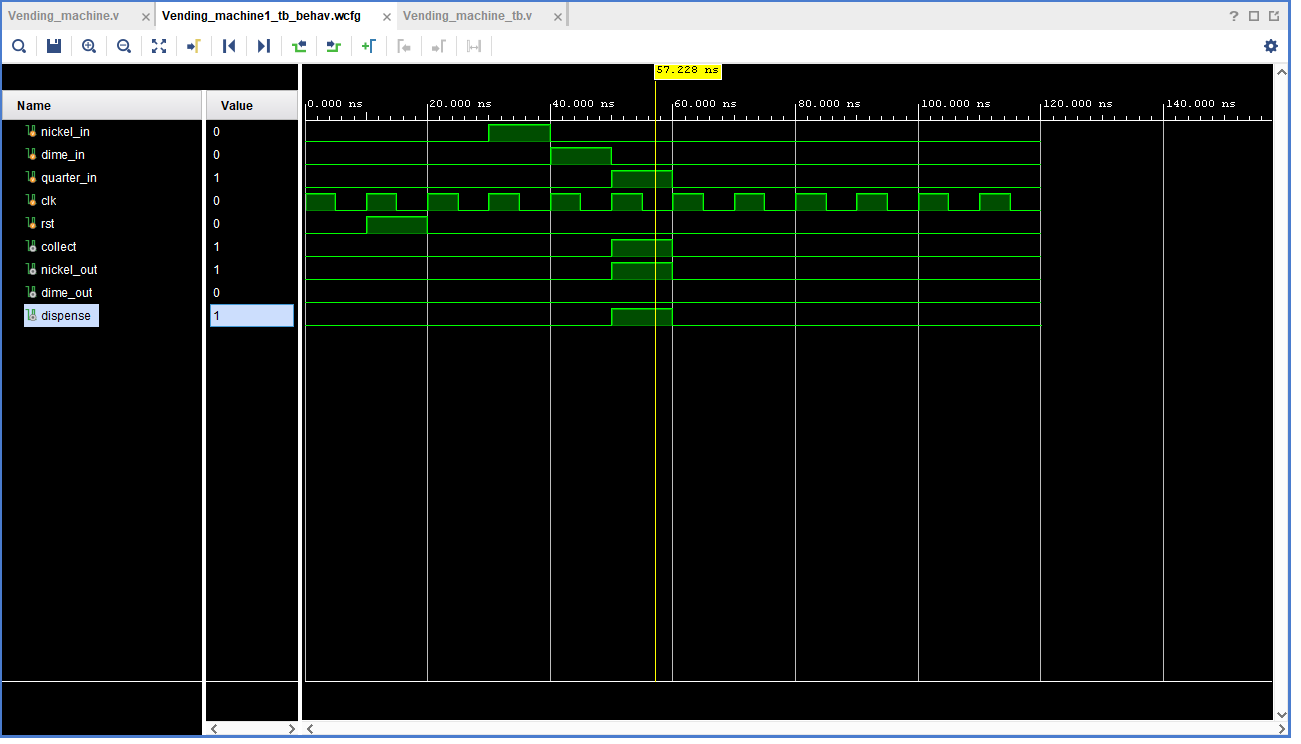 Vending_machine.v × Vending_machine1_tb_behav.wcfg × Vending_machine_tb.v × ?
57.228 ns
Name Value 0.000 ns 20.000 ns 40.000 ns 60.000 ns 80.000 ns 100.000 ns 120.000 ns 140.000 ns
nickel_in 0
dime_in 0
quarter_in 1
clk 0
rst 0
collect 1
nickel_out 1
dime_out 0
dispense 1